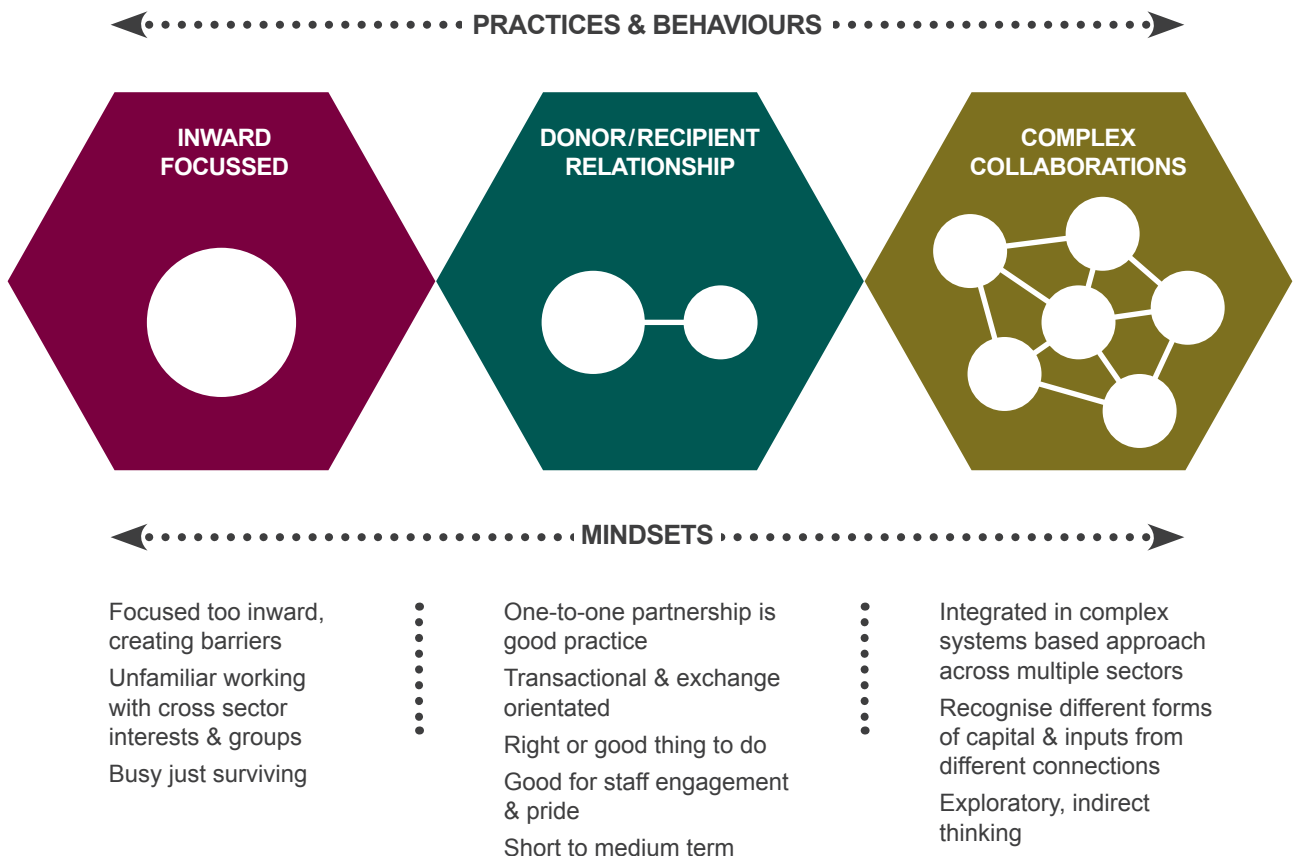 PRACTICES & BEHAVIOURS
INWARD
FOCUSSED
DONOR/RECIPIENT
RELATIONSHIP
COMPLEX
COLLABORATIONS
MINDSETS
Focused too inward,
creating barriers
Unfamiliar working
with cross sector
interests & groups
Busy just surviving
One-to-one partnership is
good practice
Transactional & exchange
orientated
Right or good thing to do
Good for staff engagement
& pride
Short to medium term
Integrated in complex
systems based approach
across multiple sectors
Recognise different forms
of capital & inputs from
different connections
Exploratory, indirect
thinking